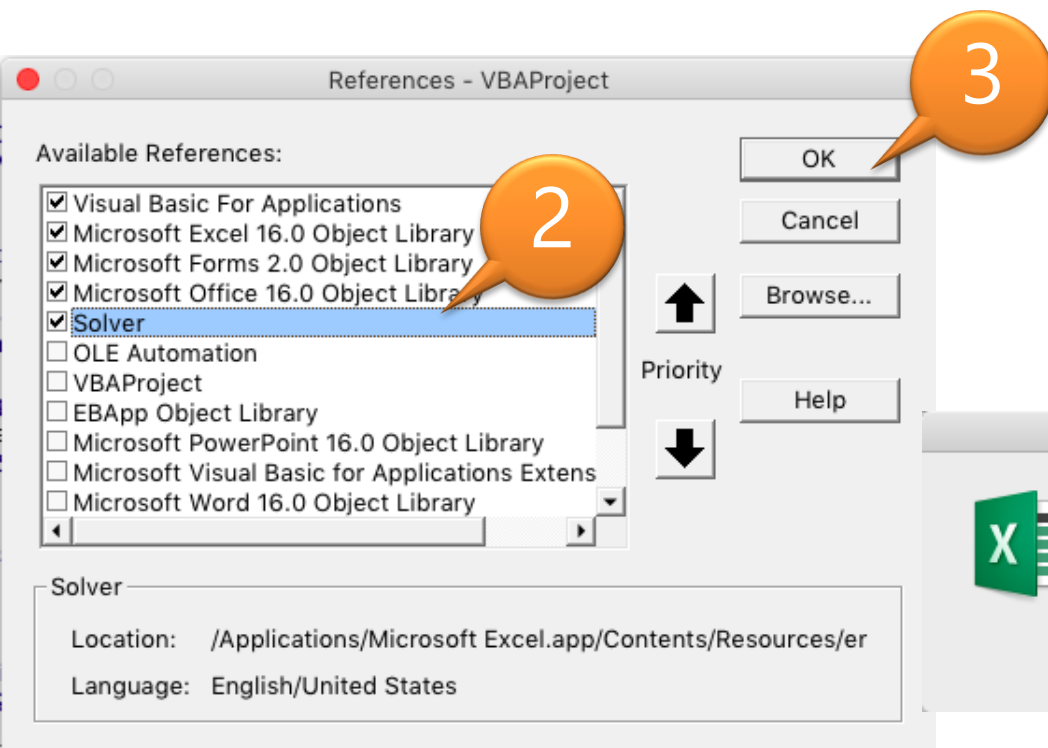 3
References - VBAProject
Available References:
OK
2
Visual Basic For Applications
Cancel
Microsoft Excel 16.0 Object Library
Microsoft Forms 2.0 Object Library
Microsoft Office 16.0 Object Library
Browse...
Solver
OLE Automation
Priority
VBAProject
Help
EBApp Object Library
Microsoft PowerPoint 16.0 Object Library
Microsoft Visual Basic for Applications Extens
Microsoft Word 16.0 Object Library
X
Solver
Location: /Applications/Microsoft Excel.app/Contents/Resources/er
Language: English/United States